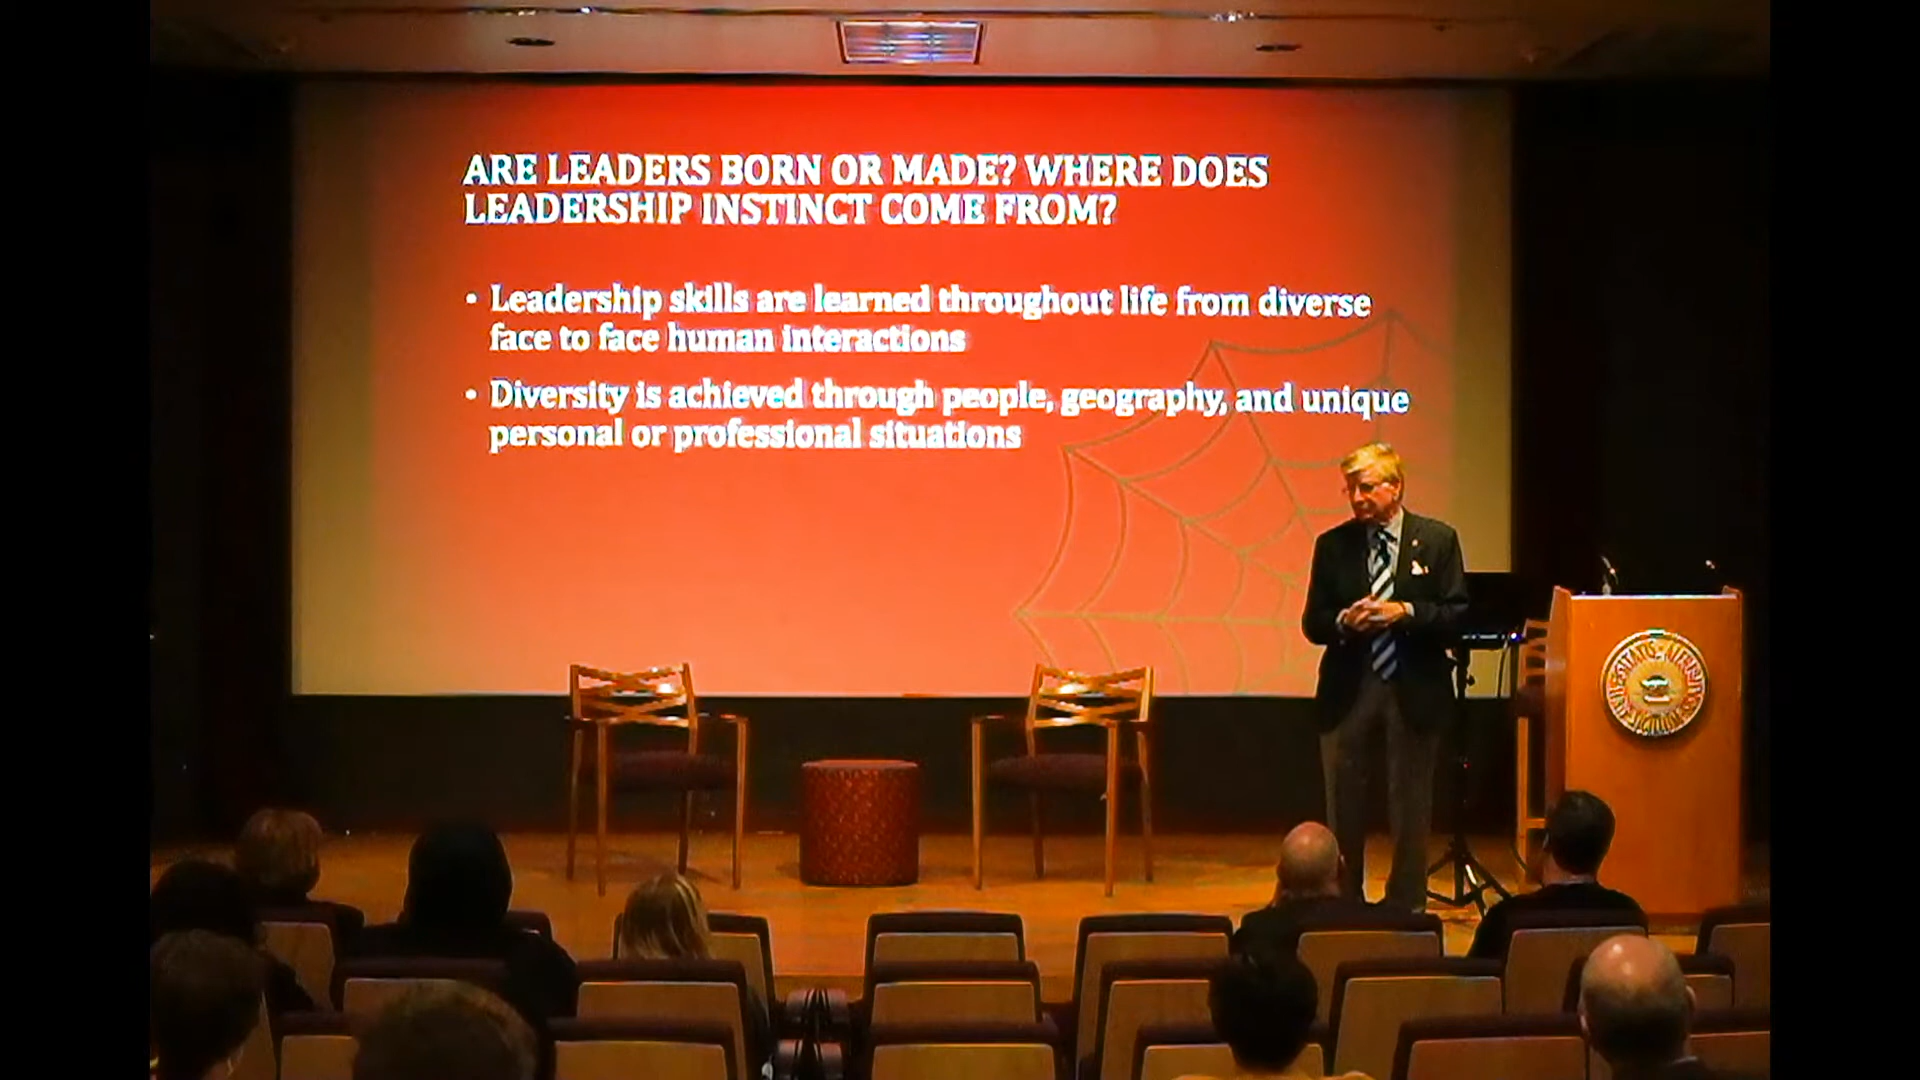 ARE LEADERS BORN OR MADE? WHERE DOES
LEADERSHIP INSTINCT COME FROM?
• Leadership skills are learned throughout life from diverse
face to face human interactions
• Diversity is achieved through people, geography, and unique
personal or professional situations